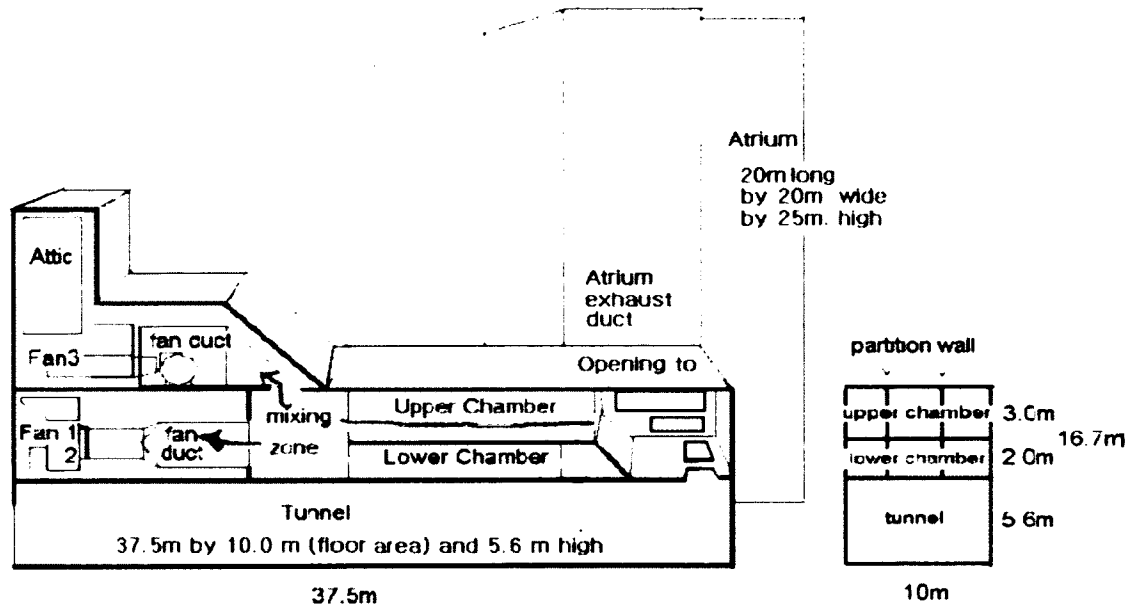 Atrium
20m long
by 20m wide
by 25m. high
Attic
Atrium
exhaust
duct
fan cuct
Fan3
Opening to
partition wall
mixing
zone
Upper Chamber
Fan 1
2
fan
duct
Lower Chamber
upper chamber 3.0m
16.7m
lower chamber 2.0m
Tunnel
37.5m by 10.0 m (floor area) and 5.6 m high
tunnel 5 6m
37.5m
10m